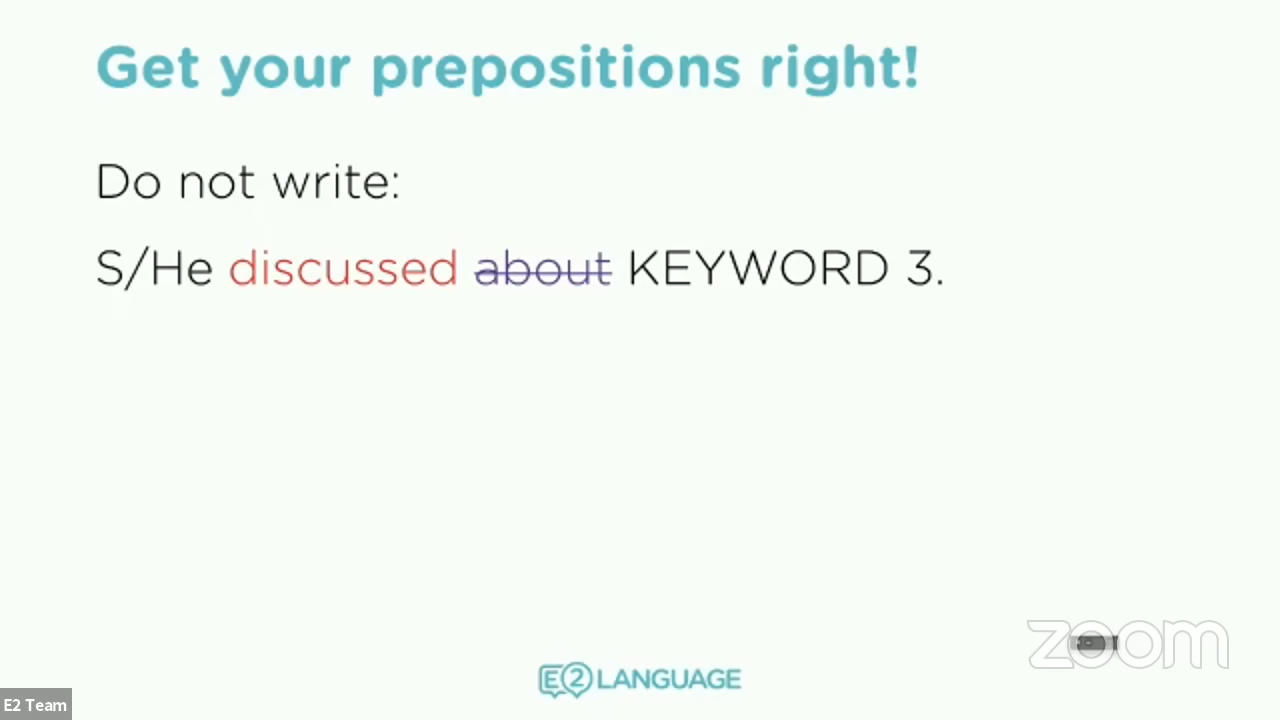 Get your prepositions right!
Do not write:
S/He discussed about KEYWORD 3.
zoom
E2 LANGUAGE
E2 Team